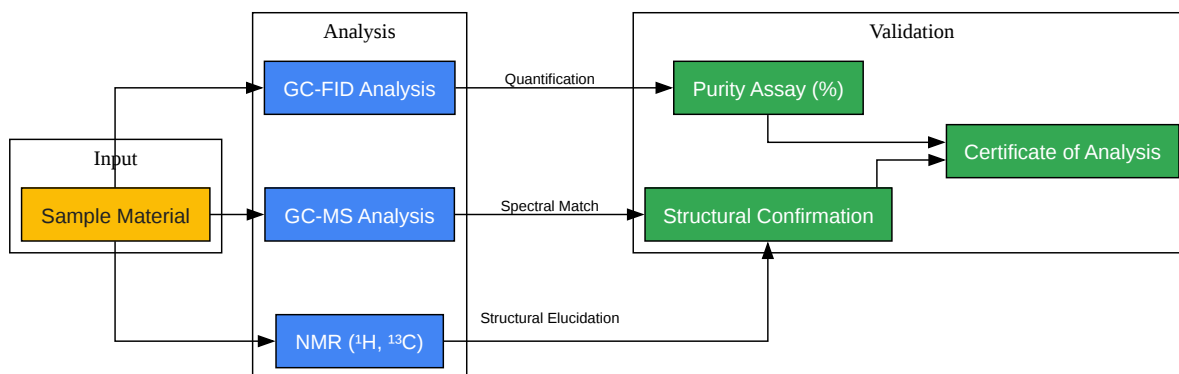 Analysis
Validation
GC-FID Analysis
Quantification
Purity Assay (%)
Certificate of Analysis
Input
Sample Material
GC-MS Analysis
Spectral Match
Structural Confirmation
NMR (¹H, ¹³C)
Structural Elucidation